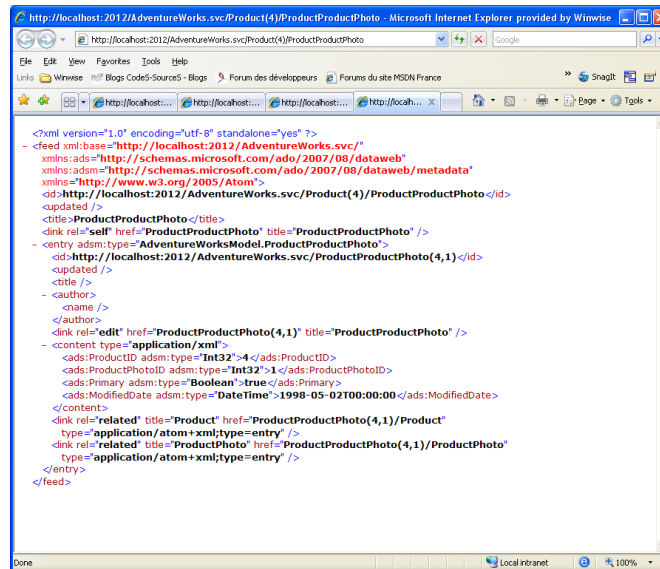 http://localhost:2012/AdventureWorks.svc/Product(4)/ProductProductPhoto - Microsoft Internet Explorer provided by Winwise
http://localhost:2012/AdventureWorks.svc/Product(4)/ProductProductPhoto
Google
File Edit View Favorites Tools Help
Links Winwise Blogs CodeS-SourceS - Blogs Forum des développeurs Forums du site MSDN France » SnagIt
http://localhost:... http://localhost:... http://localhost:... http://localh... X Page Tools »
<?xml version="1.0" encoding="utf-8" standalone="yes" ?>
- <feed xml:base="http://localhost:2012/AdventureWorks.svc/"
xmlns:ads="http://schemas.microsoft.com/ado/2007/08/dataweb"
xmlns:adsm="http://schemas.microsoft.com/ado/2007/08/dataweb/metadata"
xmlns="http://www.w3.org/2005/Atom">
<id>http://localhost:2012/AdventureWorks.svc/Product(4)/ProductProductPhoto</id>
<updated />
<title>ProductProductPhoto</title>
<link rel="self" href="ProductProductPhoto" title="ProductProductPhoto" />
- <entry adsm:type="AdventureWorksModel.ProductProductPhoto">
<id>http://localhost:2012/AdventureWorks.svc/ProductProductPhoto(4,1)</id>
<updated />
<title />
- <author>
<name />
</author>
<link rel="edit" href="ProductProductPhoto(4,1)" title="ProductProductPhoto" />
- <content type="application/xml">
<ads:ProductID adsm:type="Int32">4</ads:ProductID>
<ads:ProductPhotoID adsm:type="Int32">1</ads:ProductPhotoID>
<ads:Primary adsm:type="Boolean">true</ads:Primary>
<ads:ModifiedDate adsm:type="DateTime">1998-05-02T00:00:00</ads:ModifiedDate>
</content>
<link rel="related" title="Product" href="ProductProductPhoto(4,1)/Product"
type="application/atom+xml;type=entry" />
<link rel="related" title="ProductPhoto" href="ProductProductPhoto(4,1)/ProductPhoto"
type="application/atom+xml;type=entry" />
</entry>
</feed>
Done Local intranet 100%